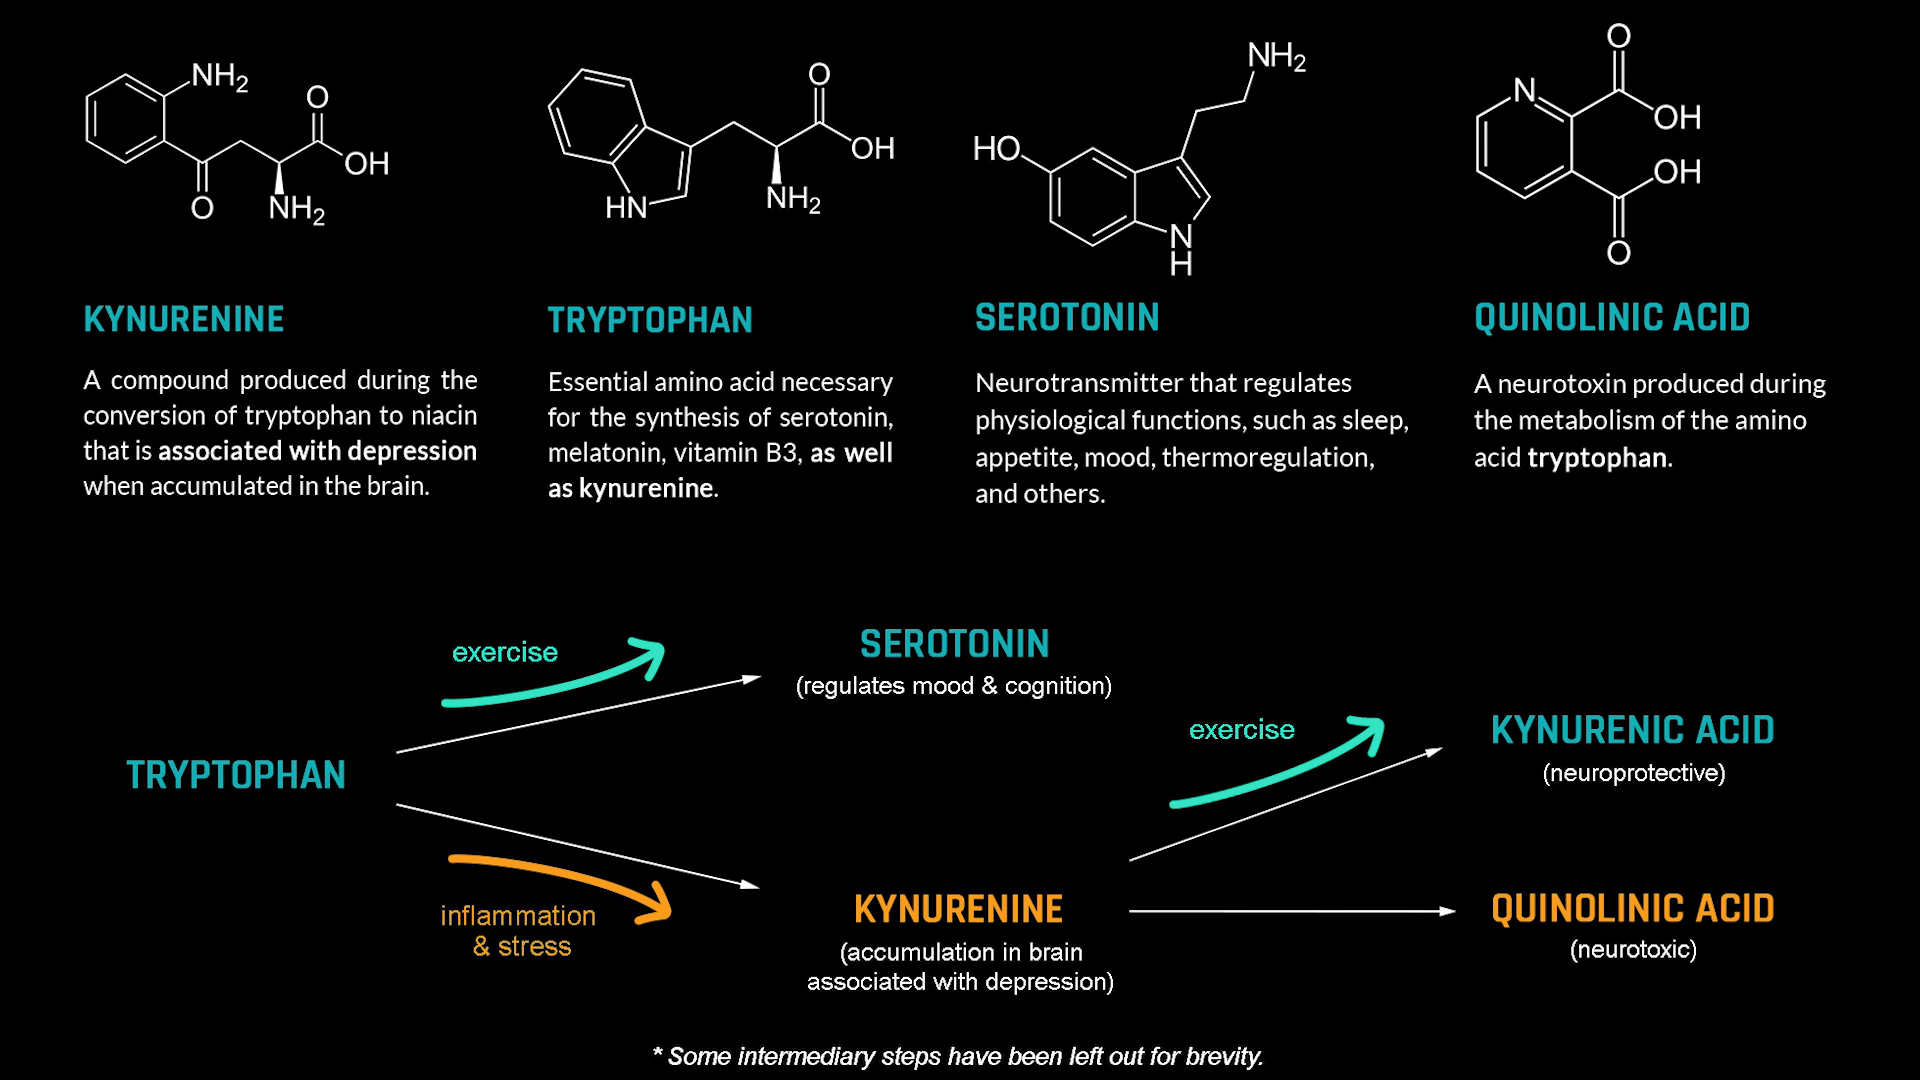 NH2
O
OH
O
NH2
O
OH
HN
NH2
NH2
HO
N
H
O
N
OH
OH
O
KYNURENINE
A compound produced during the
conversion of tryptophan to niacin
that is associated with depression
when accumulated in the brain.
TRYPTOPHAN
Essential amino acid necessary
for the synthesis of serotonin,
melatonin, vitamin B3, as well
as kynurenine.
SEROTONIN
Neurotransmitter that regulates
physiological functions, such as sleep,
appetite, mood, thermoregulation,
and others.
QUINOLINIC ACID
A neurotoxin produced during
the metabolism of the amino
acid tryptophan.
TRYPTOPHAN
exercise
SEROTONIN
(regulates mood & cognition)
inflammation
& stress
KYNURENINE
(accumulation in brain
associated with depression)
exercise
KYNURENIC ACID
(neuroprotective)
QUINOLINIC ACID
(neurotoxic)
* Some intermediary steps have been left out for brevity.